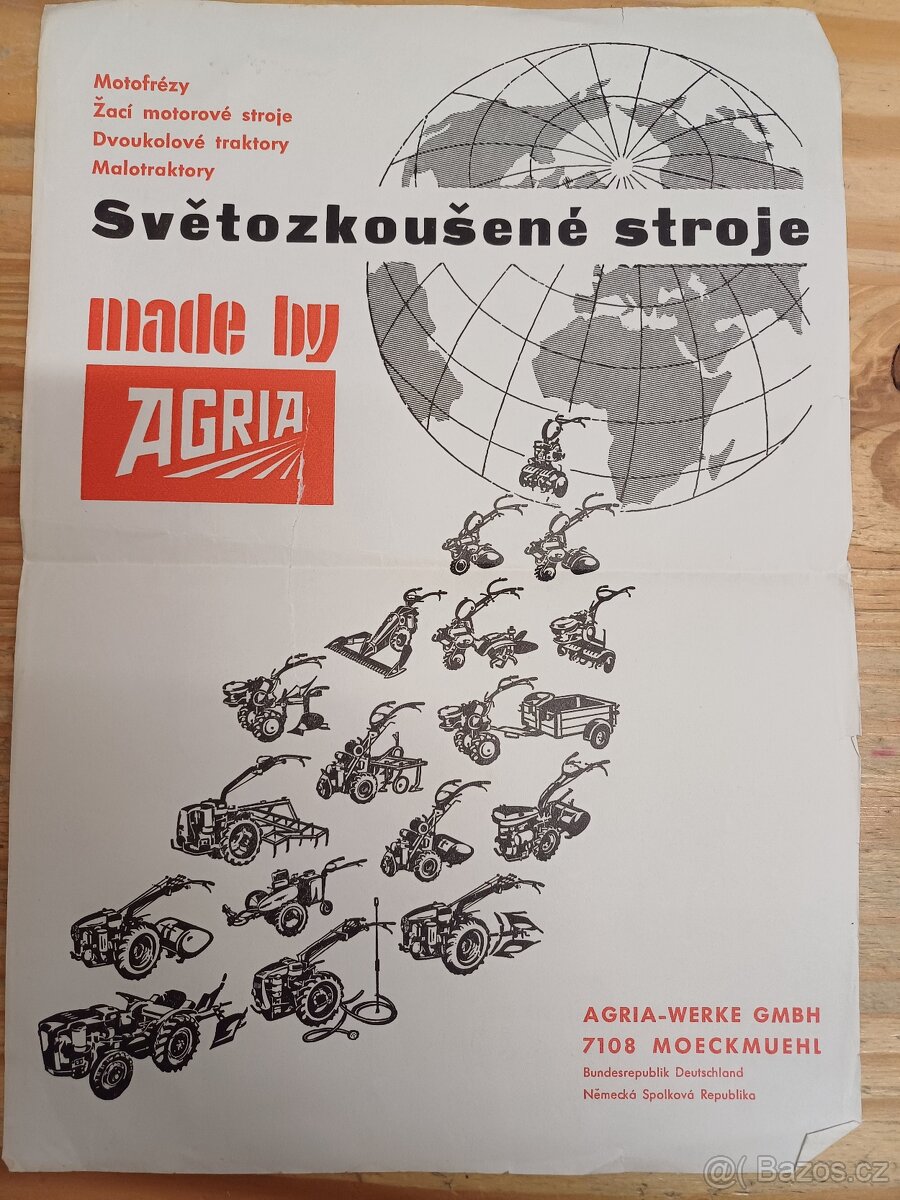 Motofrézy
Žací motorové stroje
Dvoukolové traktory
Malotraktory
Světozkoušené stroje
made by
AGRIA
AGRIA-WERKE GMBH
7108 MOECKMUEHL
Bundesrepublik Deutschland
Německá Spolková Republika
@( Bazos.cz